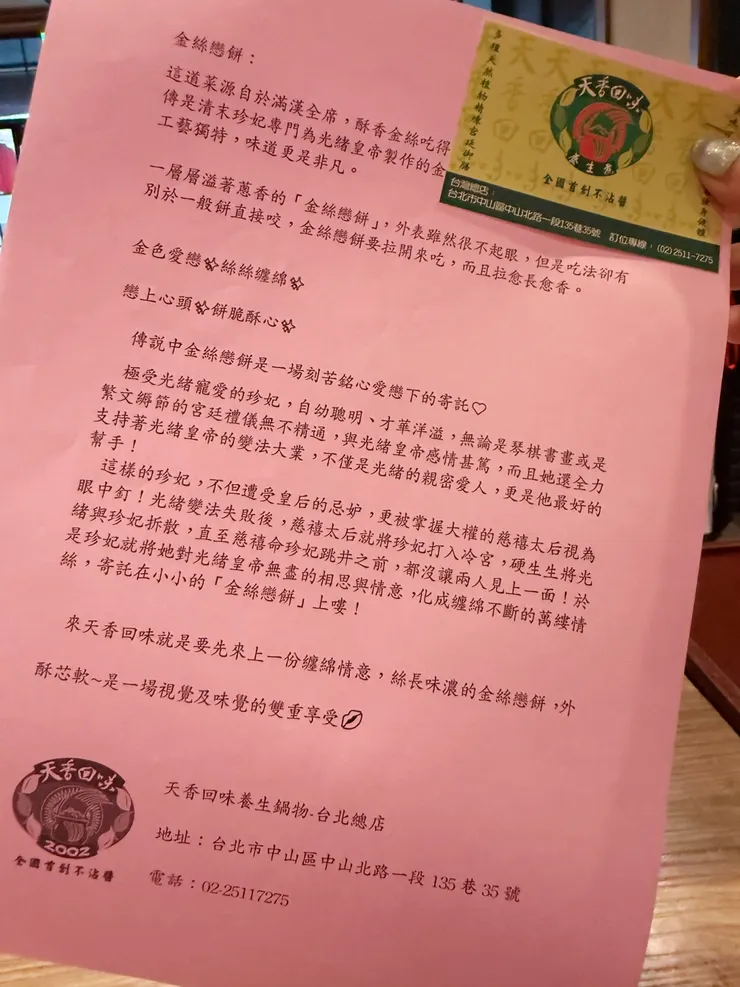 金絲戀餅：
這道菜源自於滿漢全席，酥香金絲吃得
傳是清末珍妃專門為光緒皇帝製作的金
工藝獨特，味道更是非凡。
一層層溢著蔥香的「金絲戀餅」，外表雖然很不起眼，但是吃法卻有
別於一般餅直接咬，金絲戀餅要拉開來吃，而且拉愈長愈香。
金色愛戀絲絲纏綿
戀上心頭餅脆酥心
傳說中金絲戀餅是一場刻苦銘心愛戀下的寄託♡
極受光緒寵愛的珍妃，自幼聰明、才華洋溢，無論是琴棋書畫或是
繁文縟節的宮廷禮儀無不精通，與光緒皇帝感情甚篤，而且她還全力
支持著光緒皇帝的變法大業，不僅是光緒的親密愛人，更是他最好的
幫手！
這樣的珍妃，不但遭受皇后的忌妒，更被掌握大權的慈禧太后視為
眼中釘！光緒變法失敗後，慈禧太后就將珍妃打入冷宮，硬生生將光
緒與珍妃拆散，直至慈禧命珍妃跳井之前，都沒讓兩人見上一面！於
是珍妃就將她對光緒皇帝無盡的相思與情意，化成纏綿不斷的萬縷情
絲，寄託在小小的「金絲戀餅」上嘍！
來天香回味就是要先來上一份纏綿情意，絲長味濃的金絲戀餅，外
酥芯軟~是一場視覺及味覺的雙重享受
天香回味
2002
全國首創不沾醬
天香回味養生鍋物-台北總店
地址：台北市中山區中山北路一段 135 巷 35 號
電話：02-25117275
多種天然植物精燉宮廷御膳
天香回味
養生煮
全國首創不沾醬
台灣總店：
台北市中山區中山北路一段135巷35號 訂位專線：(02)2511-7275